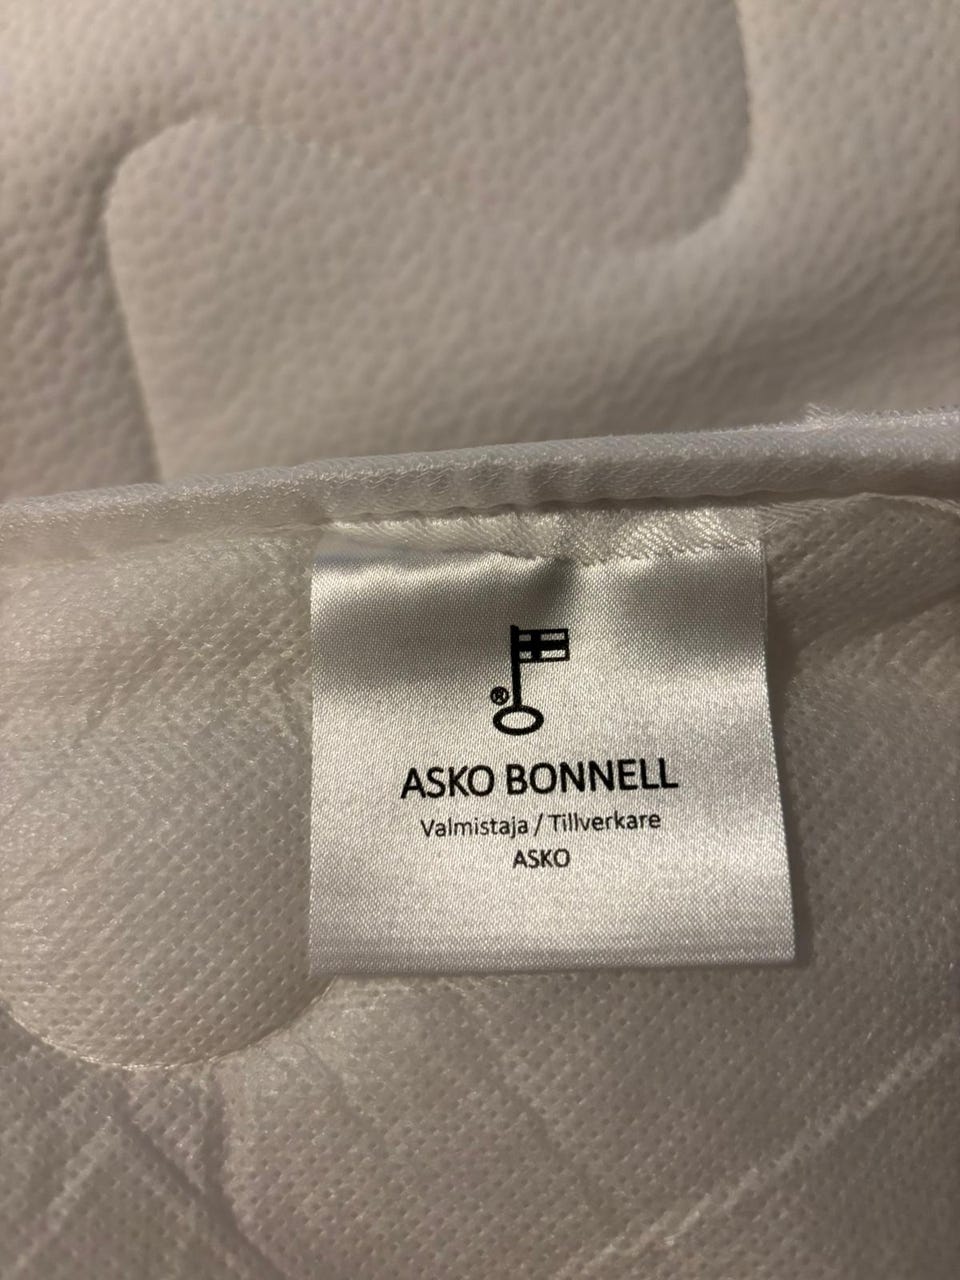 ®
ASKO BONNELL
Valmistaja / Tillverkare
ASKO